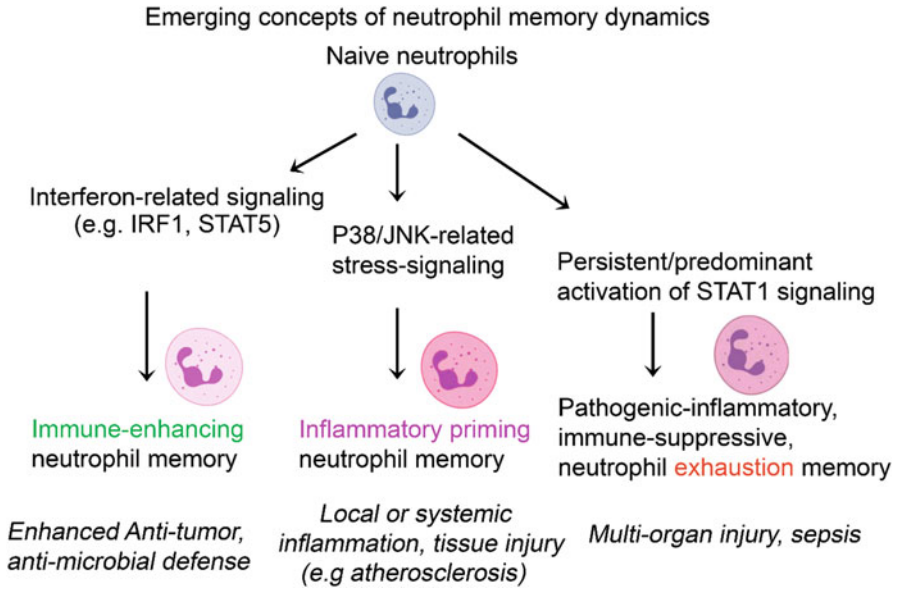 Emerging concepts of neutrophil memory dynamics
Naive neutrophils
Interferon-related signaling
(e.g. IRF1, STAT5)
P38/JNK-related
stress-signaling
Persistent/predominant
activation of STAT1 signaling
Immune-enhancing
neutrophil memory
Inflammatory priming
neutrophil memory
Pathogenic-inflammatory,
immune-suppressive,
neutrophil exhaustion memory
Enhanced Anti-tumor,
anti-microbial defense
Local or systemic
inflammation, tissue injury
(e.g atherosclerosis)
Multi-organ injury, sepsis